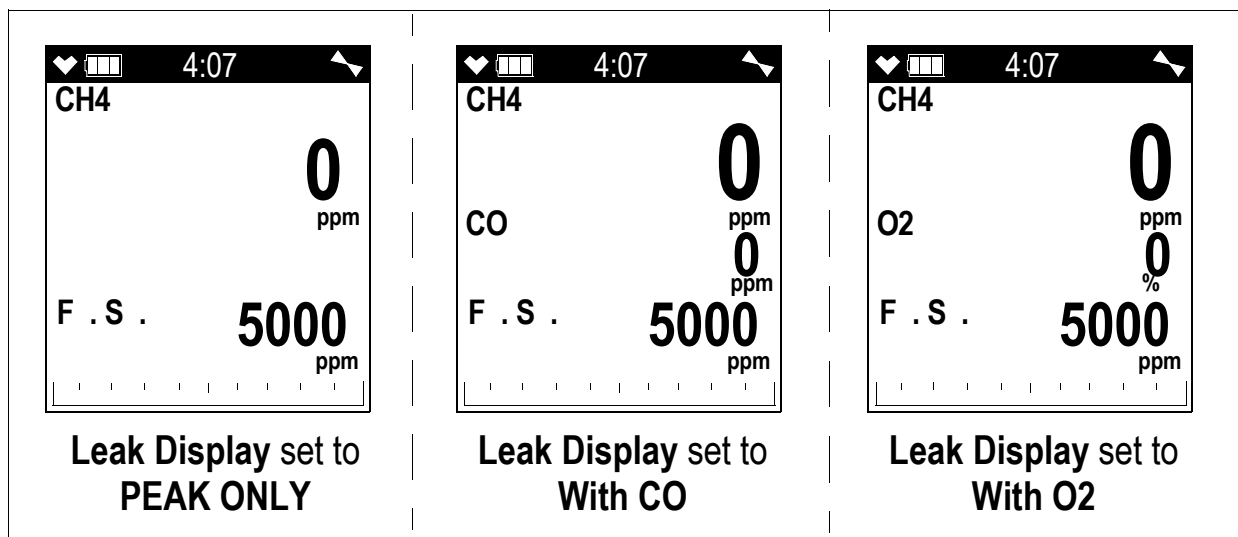 4:07
CH4
0
ppm
F . S .
5000
ppm
Leak Display set to
PEAK ONLY
4:07
CH4
0
ppm
CO
0
ppm
F . S .
5000
ppm
Leak Display set to
With CO
4:07
CH4
0
ppm
O2
0
%
F . S .
5000
ppm
Leak Display set to
With O2